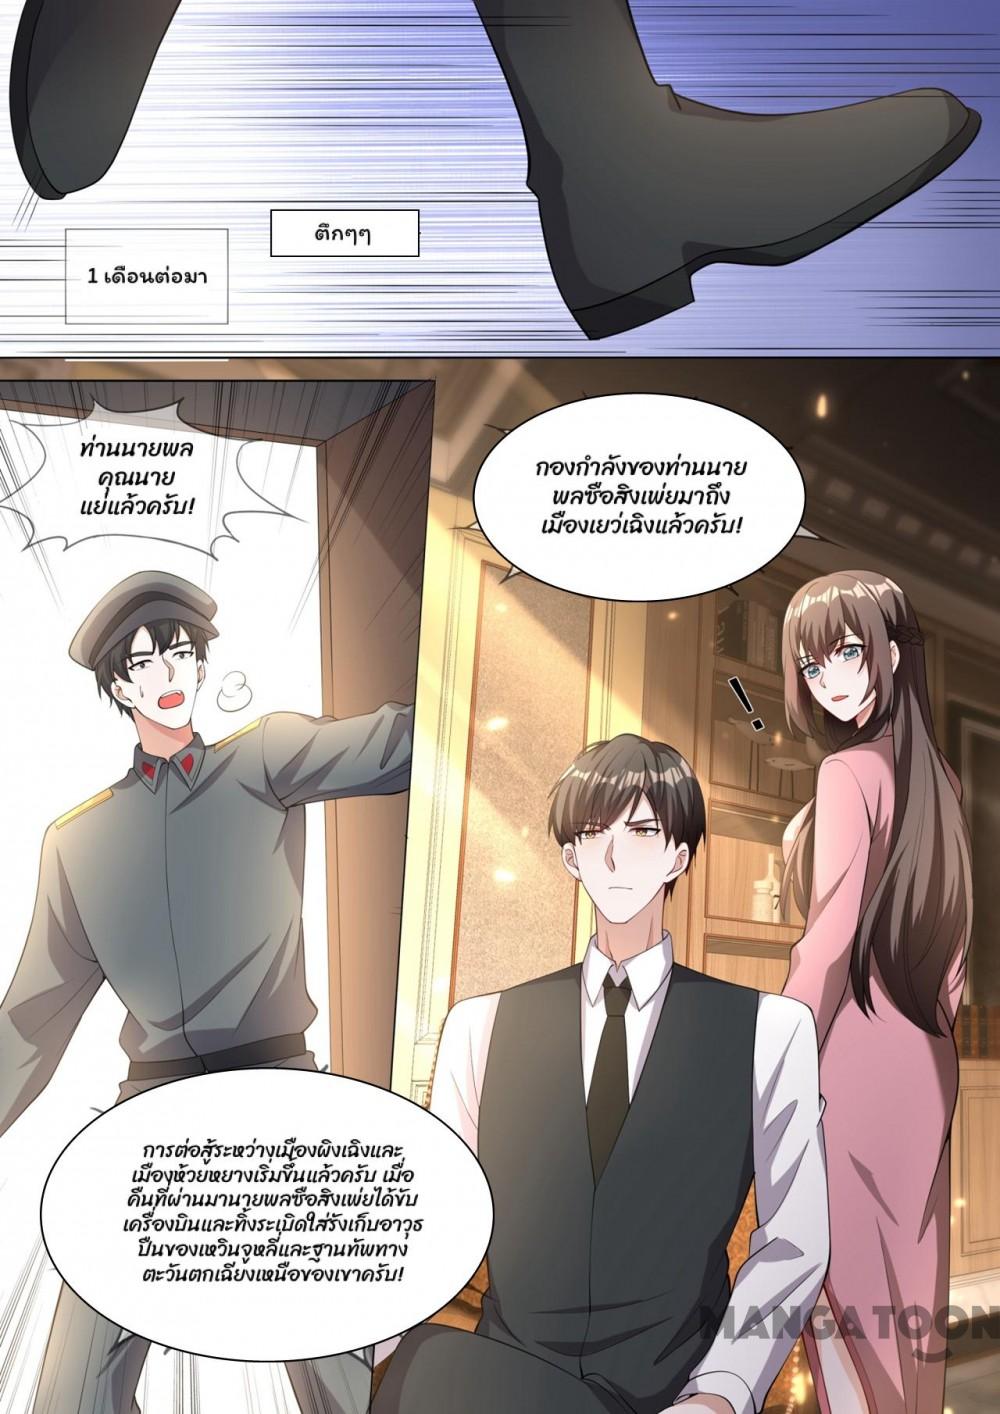 ตึกๆๆ
1 เดือนต่อมา
ท่านนายพล
คุณนาย
แย่แล้วครับ!
กองกำลังของท่านนาย
พลซือสิงเพ่ยมาถึง
เมืองเยว่เฉิงแล้วครับ!
การต่อสู้ระหว่างเมืองผิงเฉิงและ
เมืองห้วยหยางเริ่มขึ้นแล้วครับ เมื่อ
คืนที่ผ่านมานายพลซือสิงเพ่ยได้ขับ
เครื่องบินและทิ้งระเบิดใส่รังเก็บอาวุธ
ปืนของเหวินจูหลี่และฐานทัพทาง
ตะวันตกเฉียงเหนือของเขาครับ!
MANGA TOON